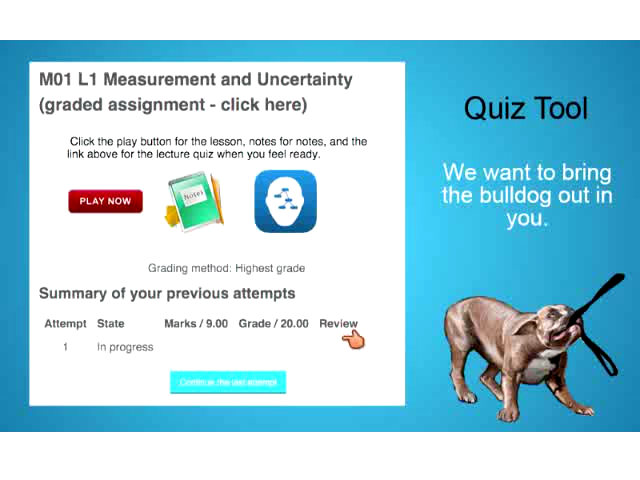 M01 L1 Measurement and Uncertainty
(graded assignment - click here)
Click the play button for the lesson, notes for notes, and the
link above for the lecture quiz when you feel ready.
PLAY NOW
Notes
Grading method: Highest grade
Summary of your previous attempts
Attempt State Marks / 9.00 Grade / 20.00 Review
1 In progress
Continue the last attempt
Quiz Tool
We want to bring
the bulldog out in
you.